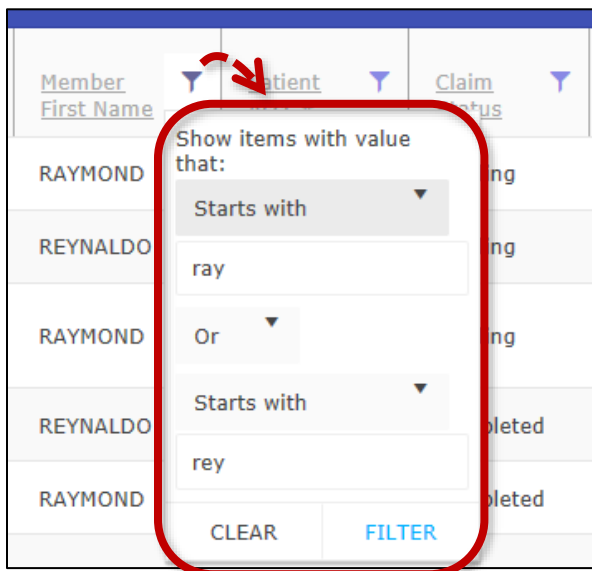 Member
First Name
Patient
Claim
RAYMOND
REYNALDO
RAYMOND
REYNALDO
RAYMOND
Show items with value
that:
Starts with
ray
Or
Starts with
rey
CLEAR FILTER